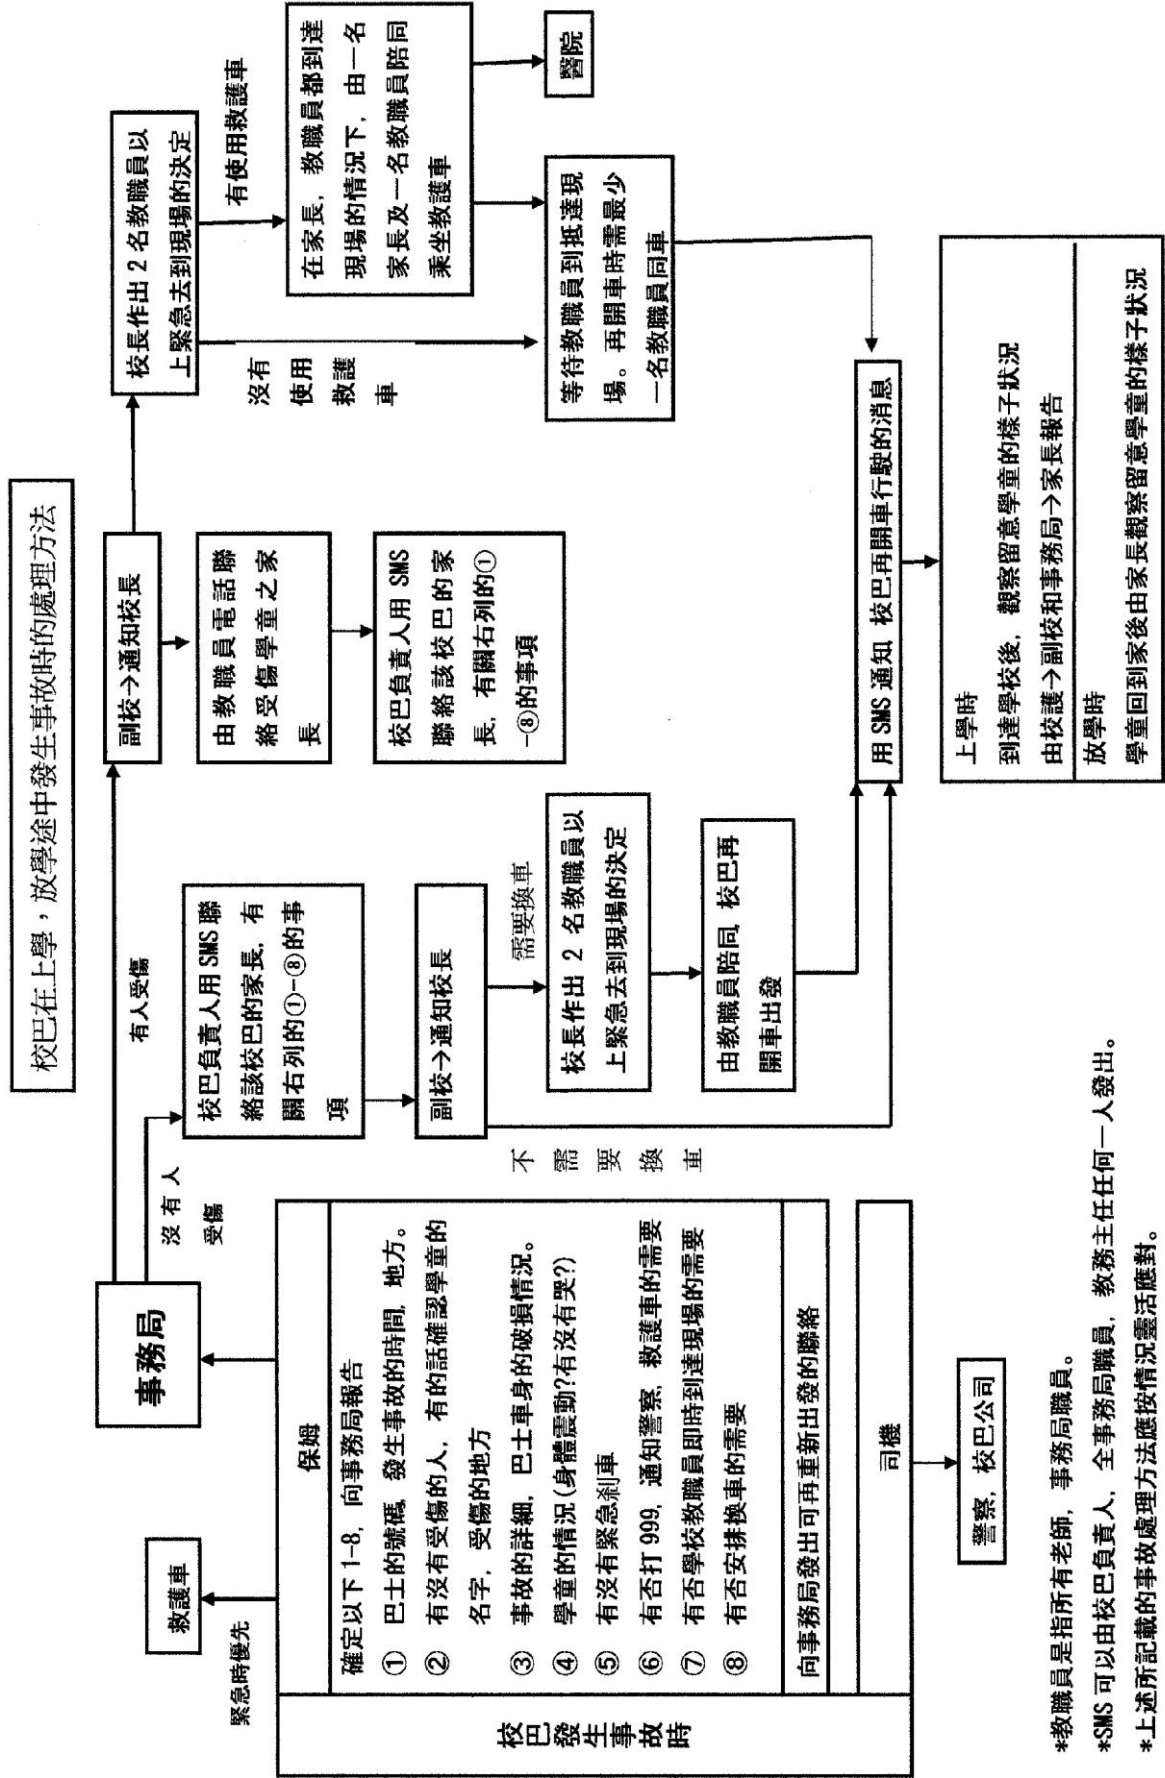 校巴在上學，放學途中發生事故時的處理方法
救護車
緊急時優先
事務局
沒有人
受傷
有人受傷
校巴發生事故時
保姆
確定以下 1-8, 向事務局報告
① 巴士的號碼, 發生事故的時間, 地方。
② 有沒有受傷的人, 有的話確認學童的
名字, 受傷的地方
③ 事故的詳細, 巴士車身的破損情況。
④ 學童的情況(身體震動?有沒有哭?)
⑤ 有沒有緊急剎車
⑥ 有否打 999, 通知警察, 救護車的需要
⑦ 有否學校教職員即時到達現場的需要
⑧ 有否安排換車的需要
向事務局發出可再重新出發的聯絡
司機
警察, 校巴公司
校巴負責人用 SMS 聯
絡該校巴的家長, 有
關右列的①-⑧的事
項
副校→通知校長
需要換車
不需要換車
校長作出 2 名教職員以
上緊急去到現場的決定
由教職員陪同, 校巴再
開車出發
副校→通知校長
由教職員電話聯
絡受傷學童之家
長
校巴負責人用 SMS
聯絡該校巴的家
長, 有關右列的①
-⑧的事項
校長作出 2 名教職員以
上緊急去到現場的決定
有使用救護車
沒有
使用
救護
車
在家長, 教職員都到達
現場的情況下, 由一名
家長及一名教職員陪同
乘坐教護車
醫院
等待教職員到抵達現
場。再開車時需最少
一名教職員同車
用 SMS 通知 校巴再開車行駛的消息
上學時
到達學校後, 觀察留意學童的樣子狀況
由校護→副校和事務局→家長報告
放學時
學童回到家後由家長觀察留意學童的樣子狀況
*教職員是指所有老師, 事務局職員。
*SMS 可以由校巴負責人, 全事務局職員, 教務主任任何一人發出。
*上述所記載的事故處理方法應按情況靈活應對。